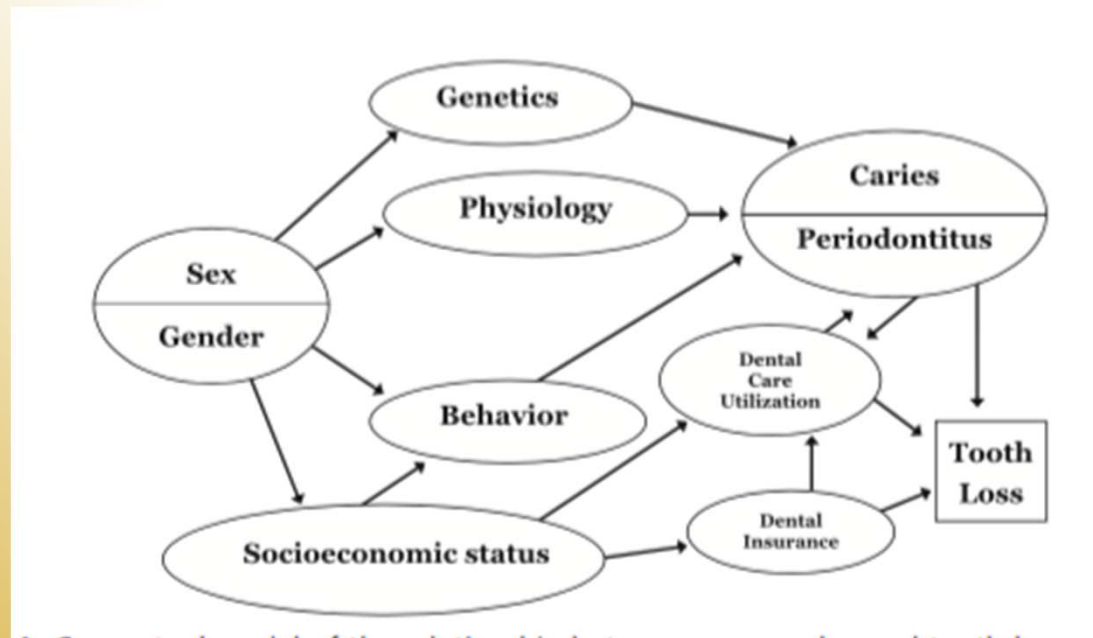 Genetics
Caries
Physiology
Periodontitus
Sex
Gender
Dental
Care
Utilization
Behavior
Tooth
Loss
Dental
Insurance
Socioeconomic status